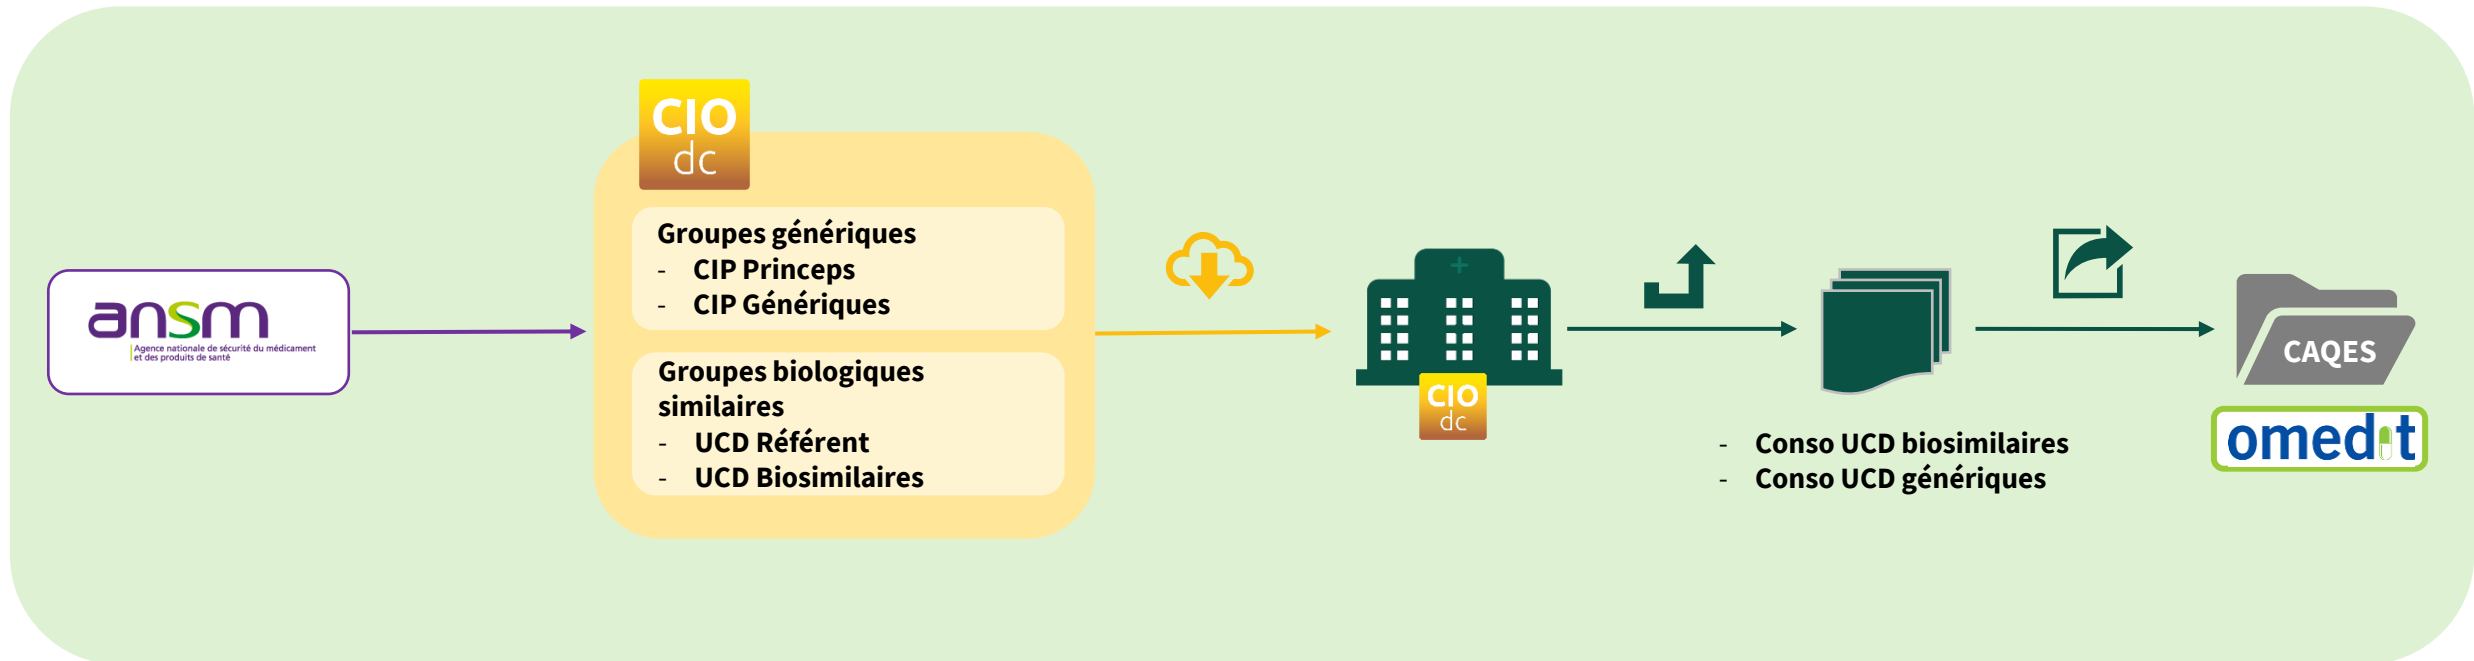 CIO
dc
Groupes génériques
- CIP Princeps
- CIP Génériques
ansm
Agence nationale de sécurité du médicament
et des produits de santé
Groupes biologiques
similaires
- UCD Référent
- UCD Biosimilaires
CIO
dc
- Conso UCD biosimilaires
- Conso UCD génériques
CAQES
omedit